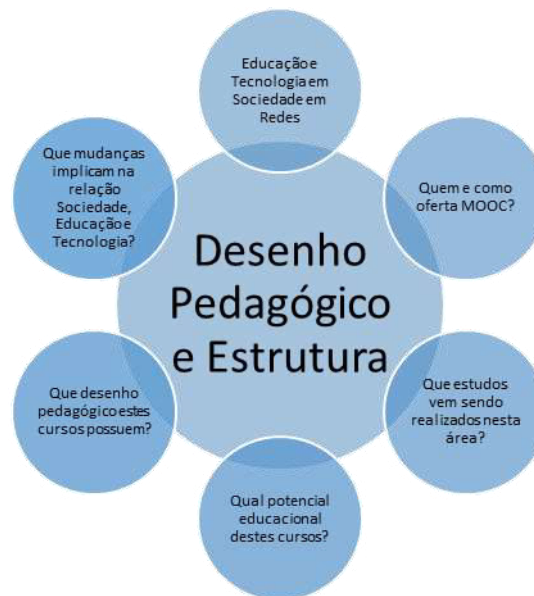 Educação e
Tecnologia em
Sociedade em
Redes
Quem e como
oferta MOOC?
Que estudos
vem sendo
realizados nesta
área?
Qual potencial
educacional
destes cursos?
Que desenho
pedagógico estes
cursos possuem?
Que mudanças
implicam na
relação
Sociedade,
Educação e
Tecnologia?
Desenho
Pedagógico
e Estrutura